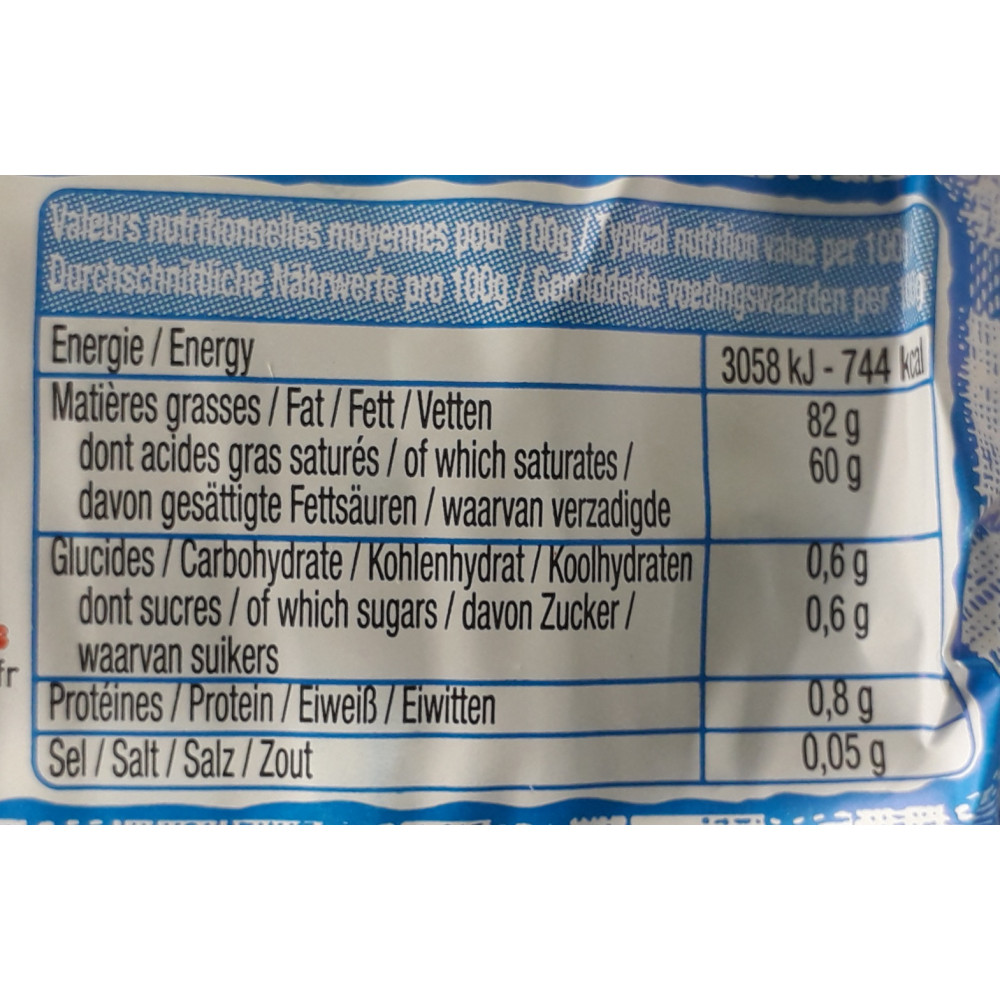 Valeurs nutritionnelles moyennes pour 100g / Typical nutrition value per 100
Durchschnittliche Nährwerte pro 100g / Gemiddelde voedingswaarden per
Energie / Energy 3058 kJ - 744 kcal
Matières grasses / Fat / Fett / Vetten 82 g
dont acides gras saturés / of which saturates / 60 g
davon gesättigte Fettsäuren / waarvan verzadigde
Glucides / Carbohydrate / Kohlenhydrat / Koolhydraten 0,6 g
dont sucres / of which sugars / davon Zucker / 0,6 g
waarvan suikers
fr
Protéines / Protein / Eiweiß / Eiwitten 0,8 g
Sel / Salt / Salz / Zout 0,05 g